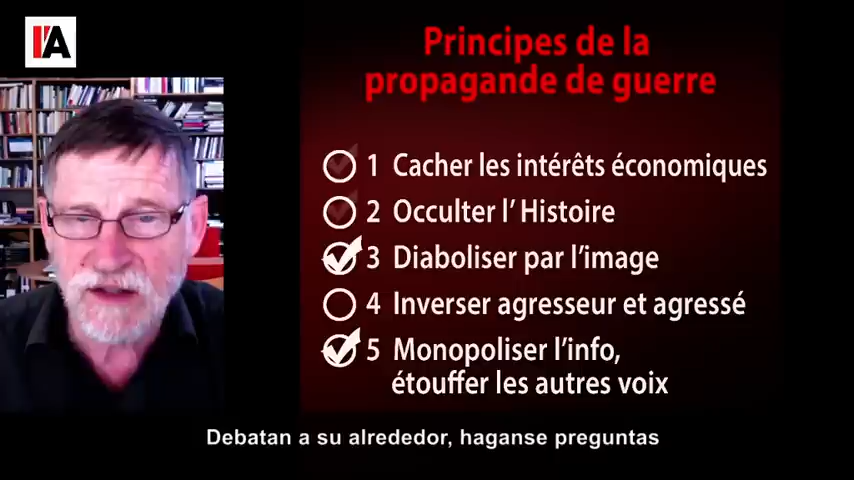 I'A
Principes de la
propagande de guerre
1 Cacher les intérêts économiques
2 Occulter l' Histoire
3 Diaboliser par l'image
4 Inverser agresseur et agressé
5 Monopoliser l'info,
étouffer les autres voix
Debatan a su alrededor, haganse preguntas